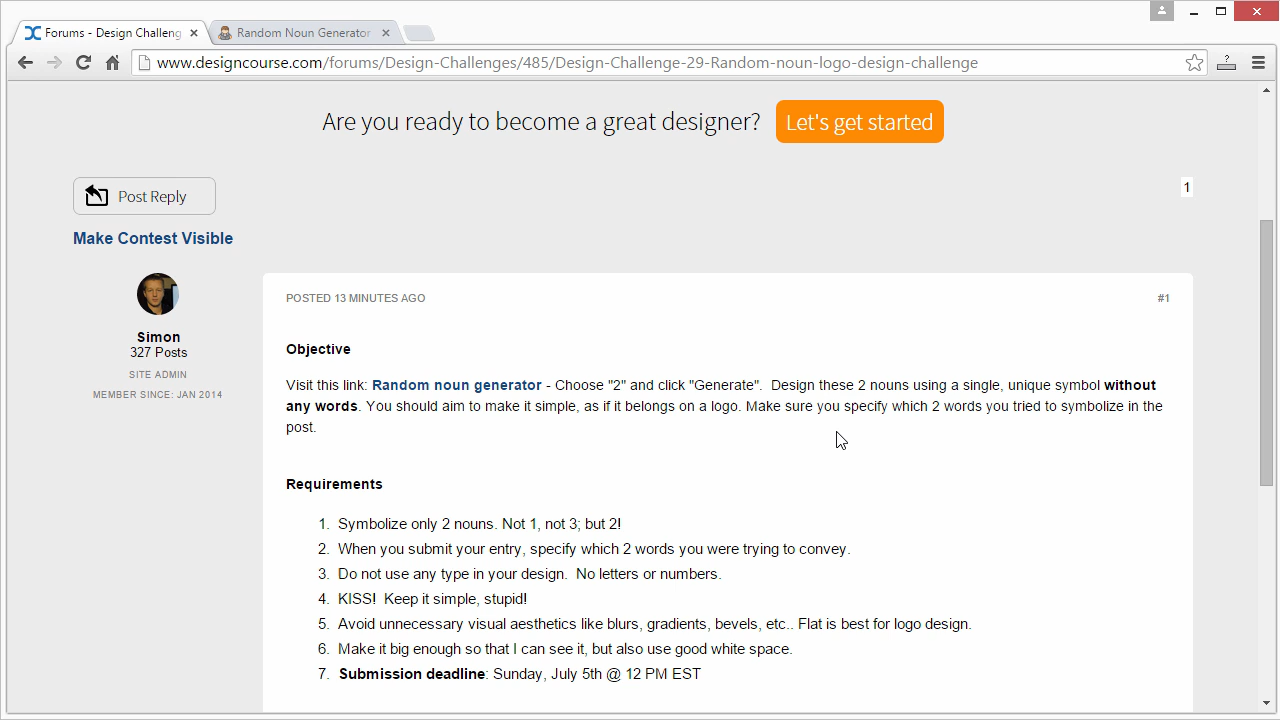 Forums - Design Challeng
Random Noun Generator
www.designcourse.com/forums/Design-Challenges/485/Design-Challenge-29-Random-noun-logo-design-challenge
?
Are you ready to become a great designer? Let's get started
Post Reply
1
Make Contest Visible
POSTED 13 MINUTES AGO
#1
Simon
327 Posts
SITE ADMIN
MEMBER SINCE: JAN 2014
Objective
Visit this link: Random noun generator - Choose "2" and click "Generate".  Design these 2 nouns using a single, unique symbol without
any words. You should aim to make it simple, as if it belongs on a logo. Make sure you specify which 2 words you tried to symbolize in the
post.
Requirements
1. Symbolize only 2 nouns. Not 1, not 3; but 2!
2. When you submit your entry, specify which 2 words you were trying to convey.
3. Do not use any type in your design.  No letters or numbers.
4. KISS!  Keep it simple, stupid!
5. Avoid unnecessary visual aesthetics like blurs, gradients, bevels, etc.. Flat is best for logo design.
6. Make it big enough so that I can see it, but also use good white space.
7. Submission deadline: Sunday, July 5th @ 12 PM EST